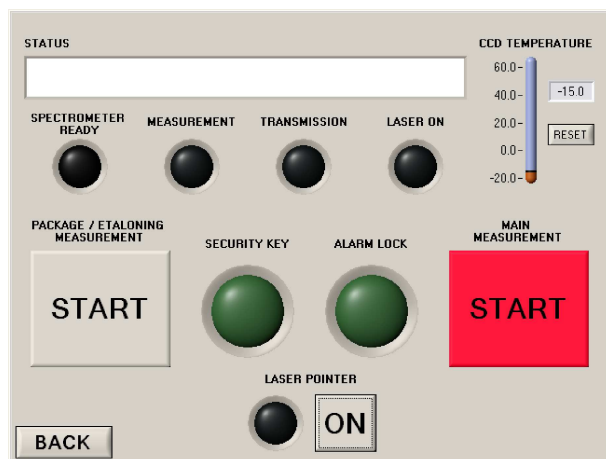 STATUS
CCD TEMPERATURE
60.0-
40.0-
-15.0
20.0-
RESET
0.0-
-20.0-
SPECTROMETER
READY
MEASUREMENT
TRANSMISSION
LASER ON
PACKAGE / ETALONING
MEASUREMENT
SECURITY KEY
ALARM LOCK
MAIN
MEASUREMENT
START
START
LASER POINTER
ON
BACK